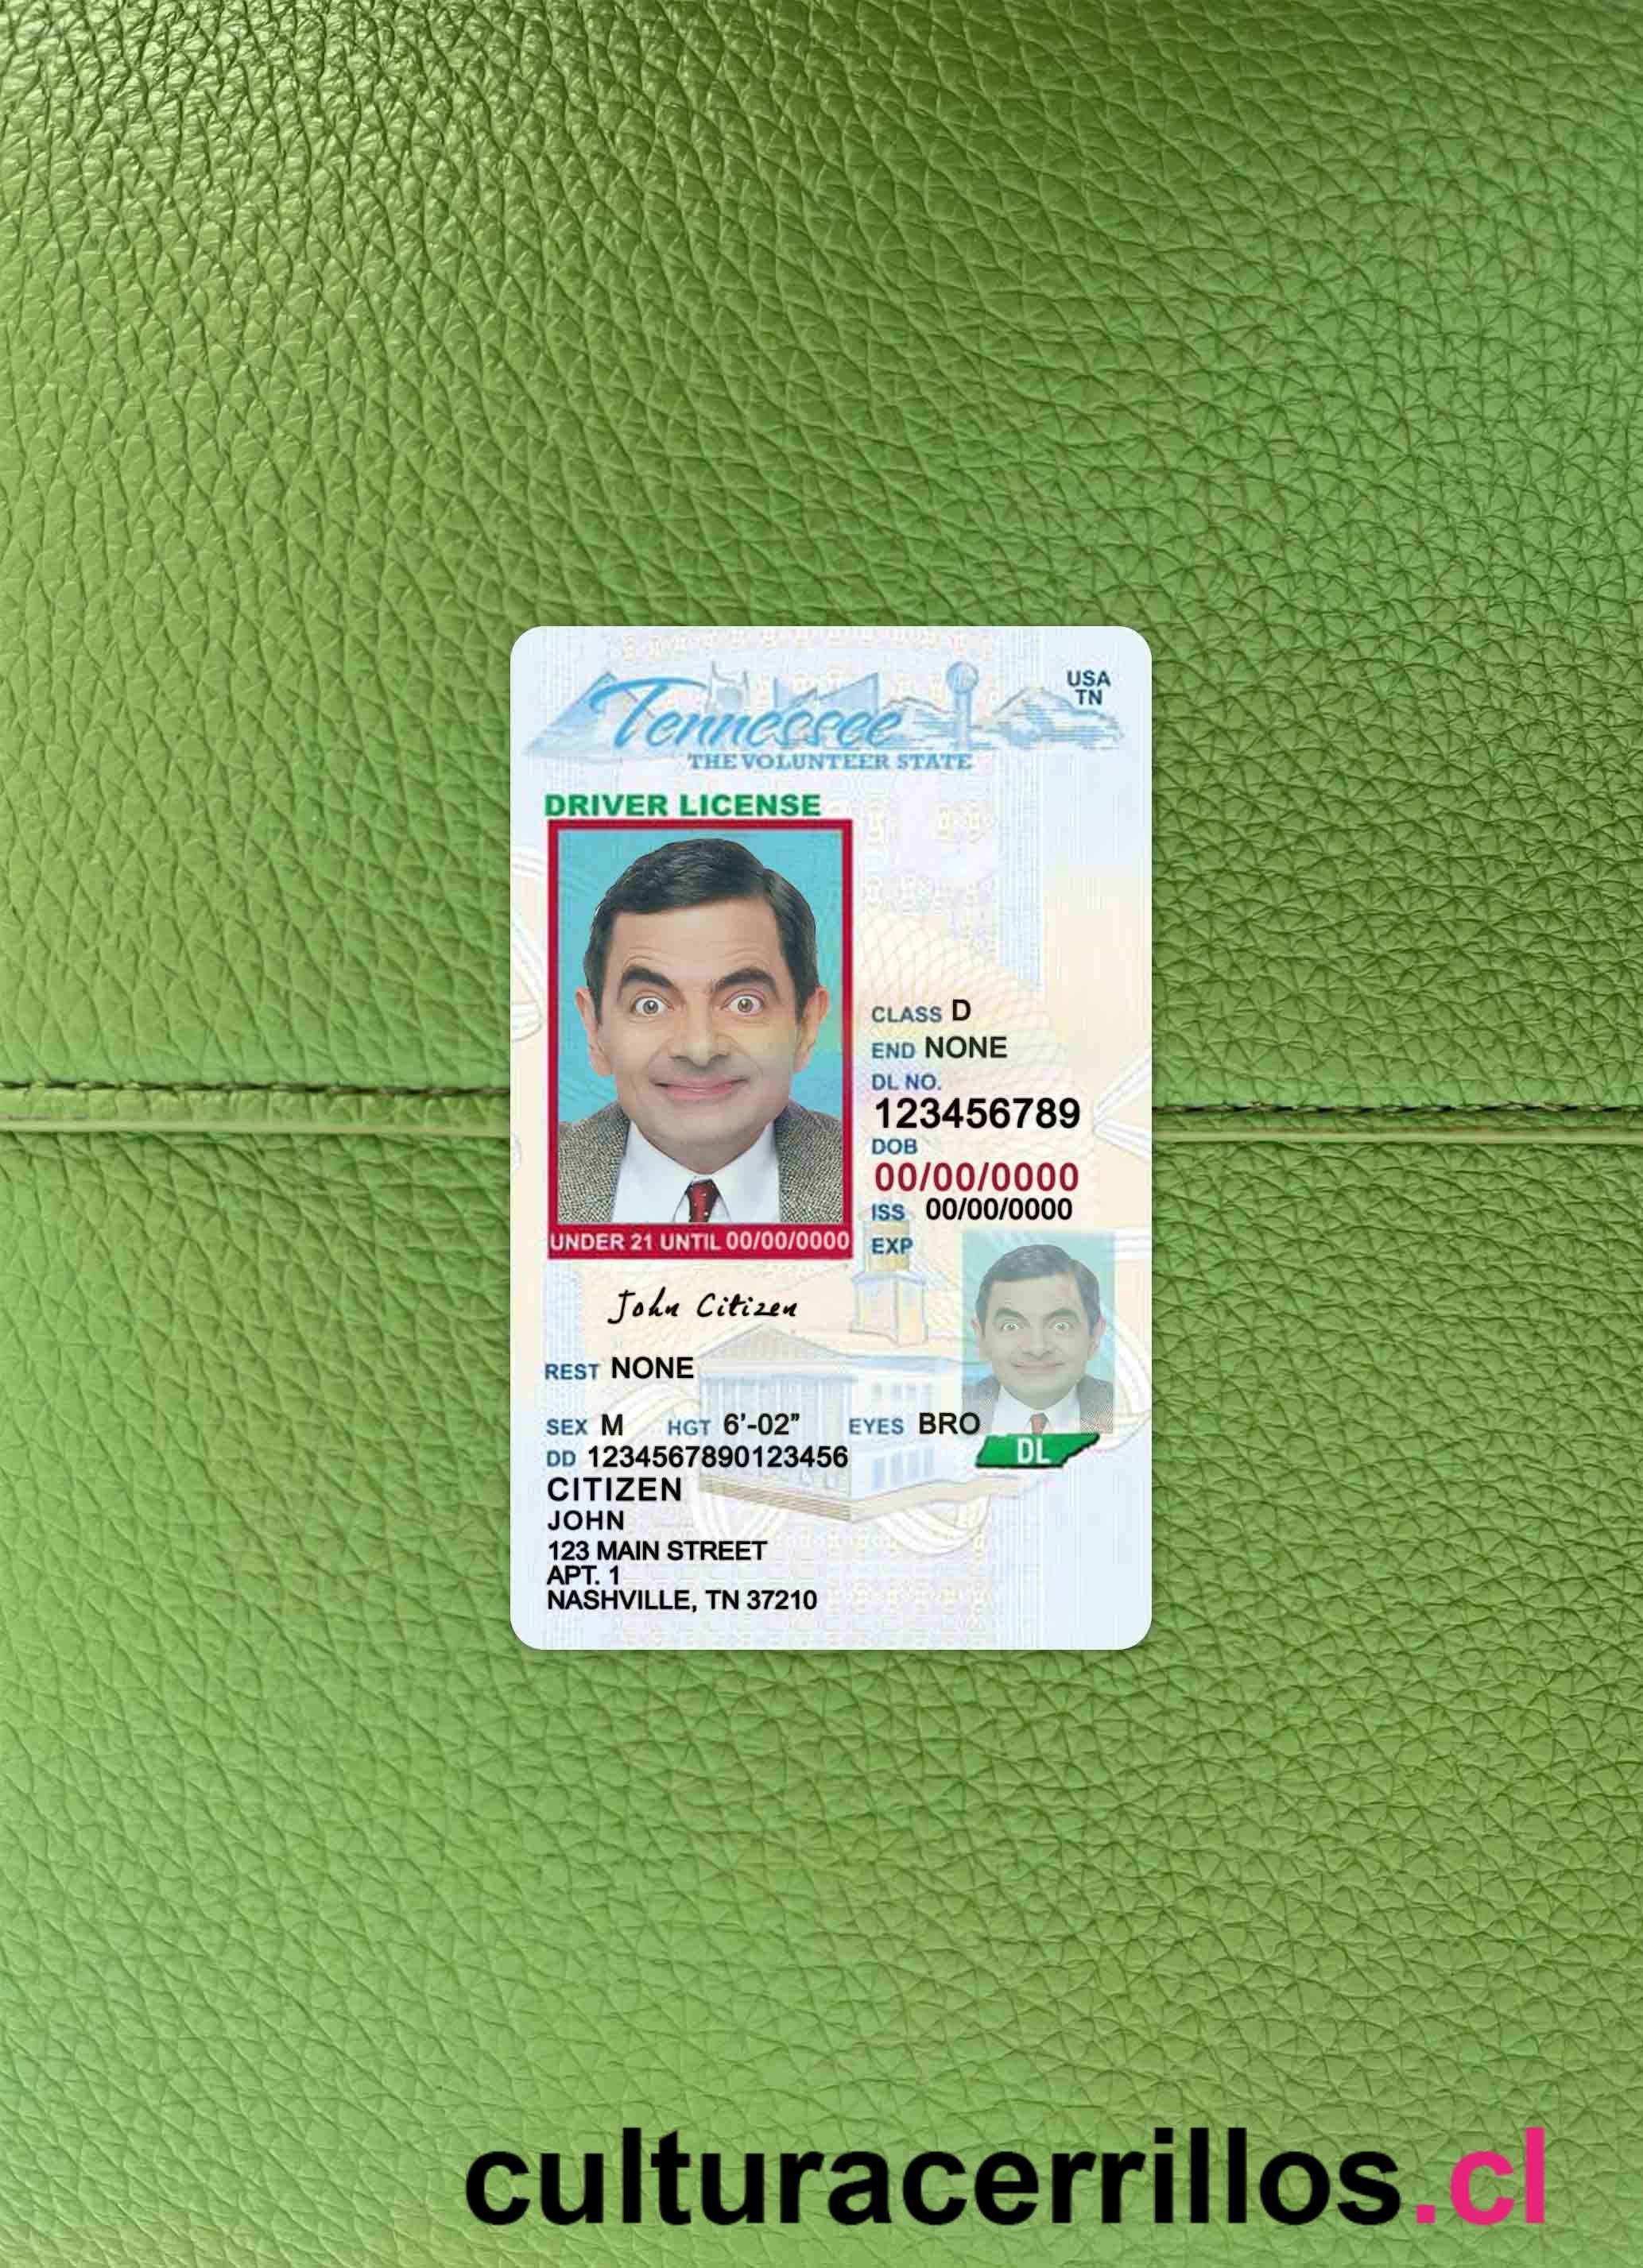 Tennessee
THE VOLUNTEER STATE
USA
TN
DRIVER LICENSE
CLASS D
END NONE
DL NO.
123456789
DOB
00/00/0000
ISS 00/00/0000
EXP
UNDER 21 UNTIL 00/00/0000
John Citizen
REST NONE
SEX M HGT 6'-02" EYES BRO
DL
DD 1234567890123456
CITIZEN
JOHN
123 MAIN STREET
APT. 1
NASHVILLE, TN 37210
culturacerrillos.cl